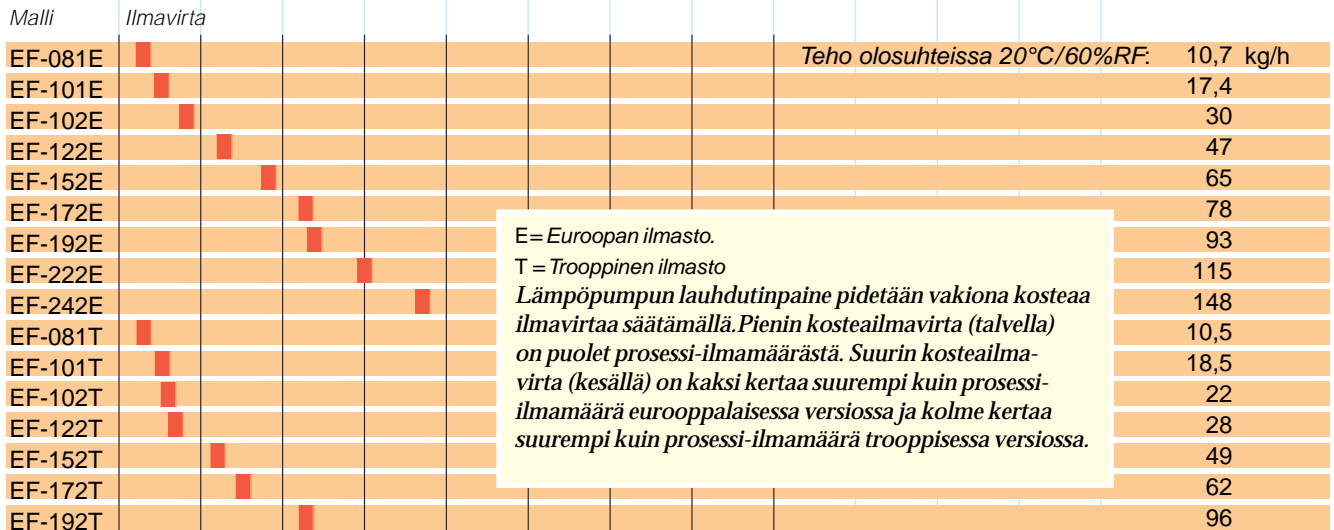 Malli Ilmavirta
EF-081E Teho olosuhteissa 20°C/60%RF: 10,7 kg/h
EF-101E 17,4
EF-102E 30
EF-122E 47
EF-152E 65
EF-172E 78
EF-192E 93
EF-222E 115
EF-242E 148
EF-081T 10,5
EF-101T 18,5
EF-102T 22
EF-122T 28
EF-152T 49
EF-172T 62
EF-192T 96
E= Euroopan ilmasto.
T = Trooppinen ilmasto
Lämpöpumpun lauhdutinpaine pidetään vakiona kosteaa
ilmavirtaa säätämällä.Pienin kosteailmavirta (talvella)
on puolet prosessi-ilmamäärästä. Suurin kosteailma-
virta (kesällä) on kaksi kertaa suurempi kuin prosessi-
ilmamäärä eurooppalaisessa versiossa ja kolme kertaa
suurempi kuin prosessi-ilmamäärä trooppisessa versiossa.